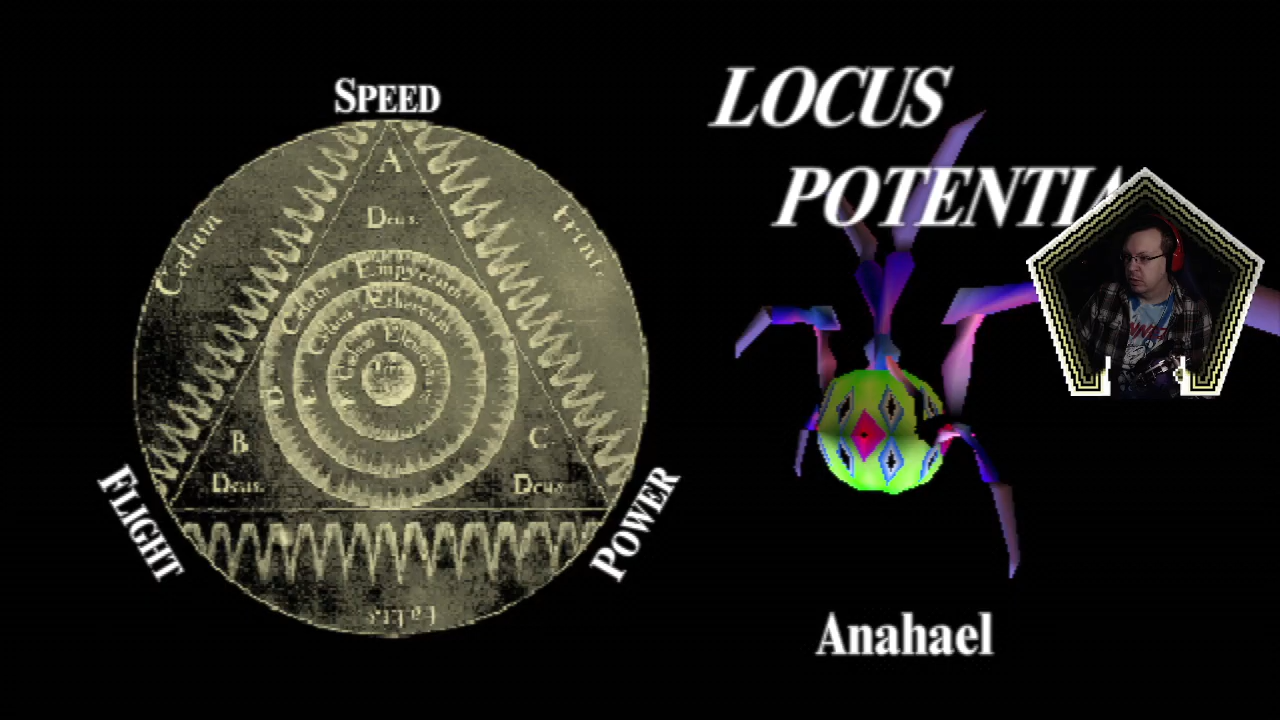 SPEED
LOCUS
POTENTIA
A
Deus.
Empyreum
B
C
Deus.
Deus
FLIGHT
POWER
Anahael